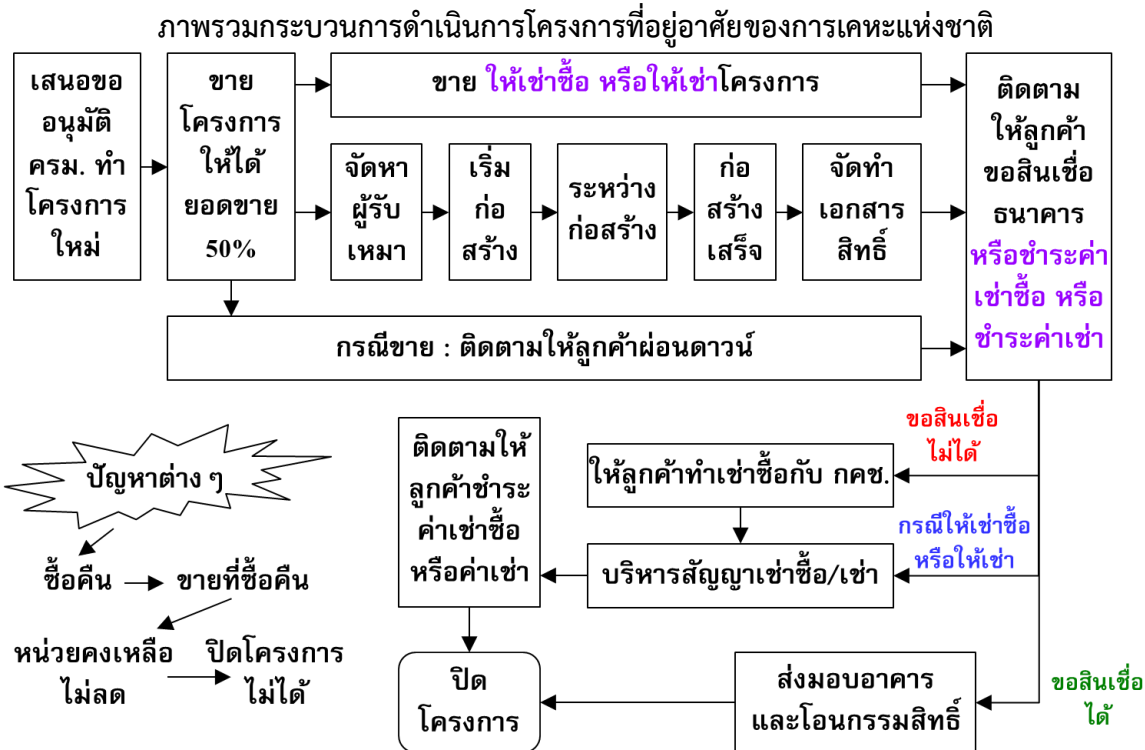 ภาพรวมกระบวนการดำเนินการโครงการที่อยู่อาศัยของการเคหะแห่งชาติ
เสนอขอ
อนุมัติ
ครม. ทำ
โครงการ
ใหม่
ขาย
โครงการ
ให้ได้
ยอดขาย
50%
ขาย ให้เช่าซื้อ หรือให้เช่าโครงการ
จัดหา
ผู้รับ
เหมา
เริ่ม
ก่อ
สร้าง
ระหว่าง
ก่อสร้าง
ก่อ
สร้าง
เสร็จ
จัดทำ
เอกสาร
สิทธิ์
ติดตาม
ให้ลูกค้า
ขอสินเชื่อ
ธนาคาร
หรือชำระค่า
เช่าซื้อ หรือ
ชำระค่าเช่า
กรณีขาย : ติดตามให้ลูกค้าผ่อนดาวน์
ขอสินเชื่อ
ไม่ได้
ให้ลูกค้าทำเช่าซื้อกับ กคช.
กรณีให้เช่าซื้อ
หรือให้เช่า
บริหารสัญญาเช่าซื้อ/เช่า
ติดตามให้
ลูกค้าชำระ
ค่าเช่าซื้อ
หรือค่าเช่า
ปัญหาต่าง ๆ
ซื้อคืน
ขายที่ซื้อคืน
หน่วยคงเหลือ
ไม่ลด
ปิดโครงการ
ไม่ได้
ปิด
โครงการ
ส่งมอบอาคาร
และโอนกรรมสิทธิ์
ขอสินเชื่อ
ได้